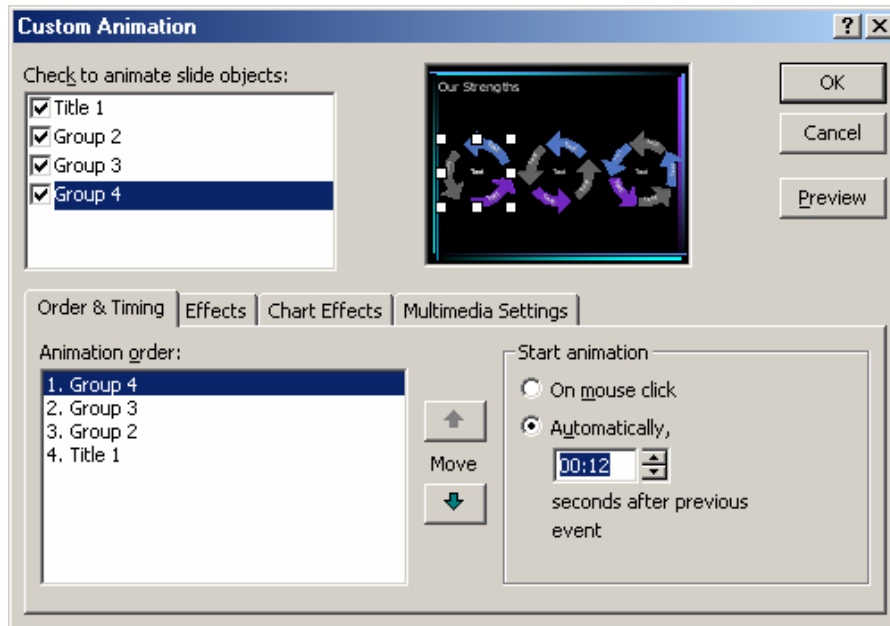 Custom Animation
Check to animate slide objects:
Title 1
Group 2
Group 3
Group 4
Our Strengths
OK
Cancel
Preview
Order & Timing
Effects
Chart Effects
Multimedia Settings
Animation order:
1. Group 4
2. Group 3
3. Group 2
4. Title 1
Move
Start animation
On mouse click
Automatically,
00:12
seconds after previous
event